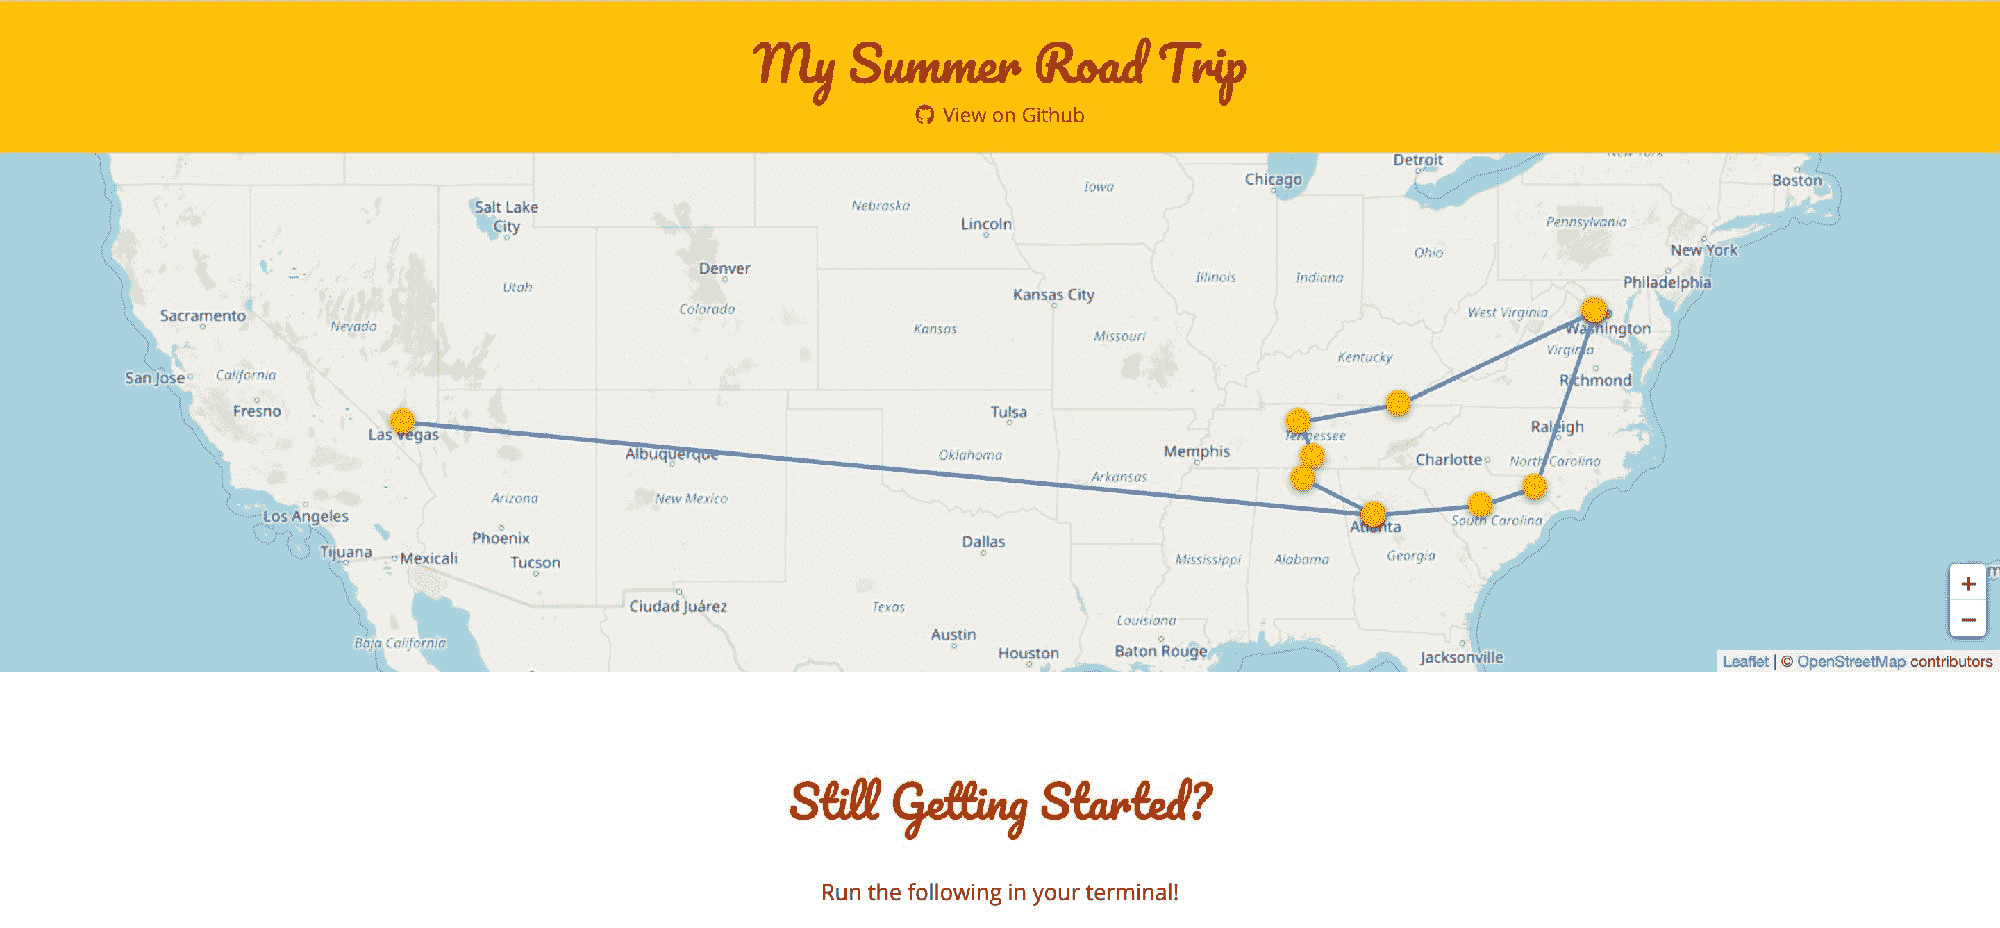 My Summer Road Trip
View on Github
Detroit
Chicago
Boston
Iowa
Salt Lake
City
Nebraska
Lincoln
Pennsylvania
New York
Ohio
Denver
Utah
Illinois
Indiana
Philadelphia
Kansas City
Colorado
Sacramento
Nevada
Kansas
Missouri
West Virginia
Washington
Virginia
Kentucky
San Jose
California
Richmond
Fresno
Tulsa
Las Vegas
Raleigh
Tennessee
Albuquerque
Oklahoma
Memphis
Charlotte
North Carolina
Arkansas
Arizona
New Mexico
Los Angeles
Atlanta
South Carolina
Phoenix
Dallas
Tijuana
Mexicali
Tucson
Mississippi
Alabama
Georgia
+
Ciudad Juárez
Texas
Louisiana
−
Austin
Baja California
Houston
Baton Rouge
Jacksonville
Leaflet | © OpenStreetMap contributors
Still Getting Started?
Run the following in your terminal!